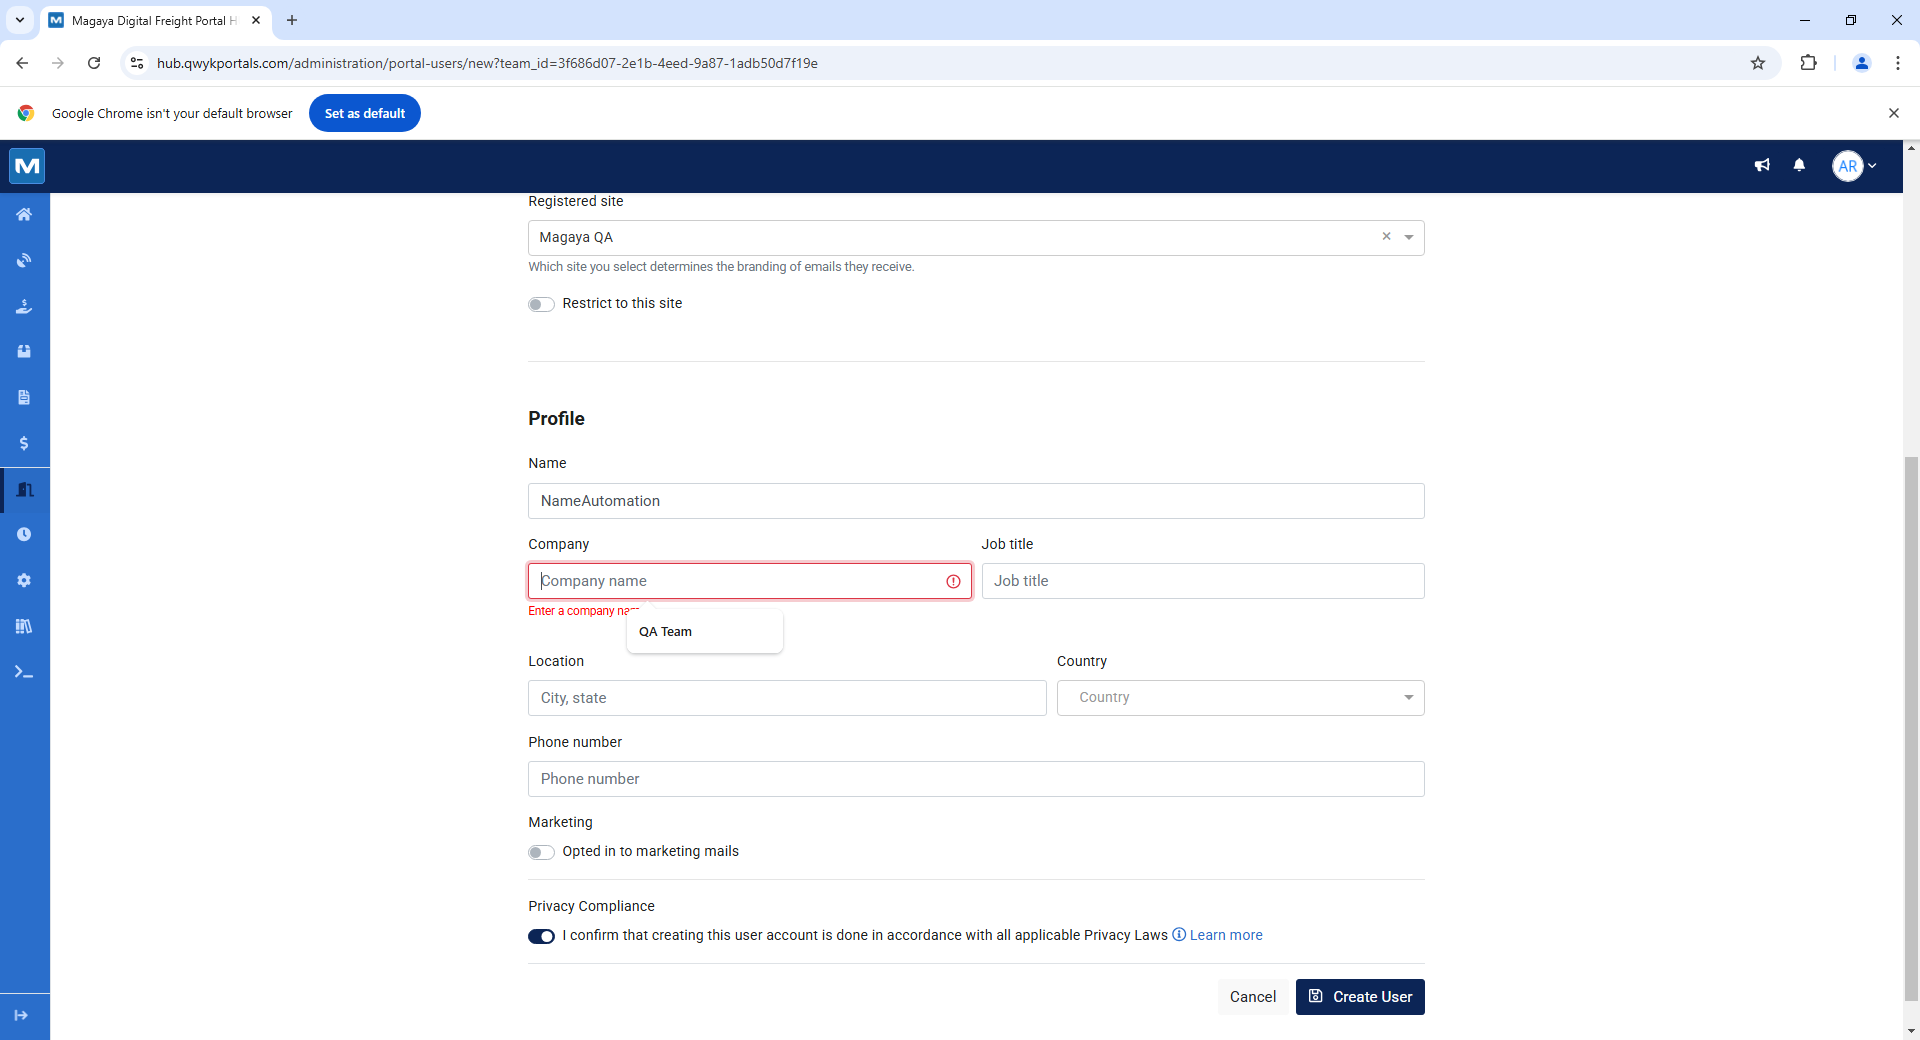 Magaya Digital Freight Portal H
hub.qwykportals.com/administration/portal-users/new?team_id=3f686d07-2e1b-4eed-9a87-1adb50d7f19e
Google Chrome isn't your default browser
Set as default
M
AR
Registered site
Magaya QA
Which site you select determines the branding of emails they receive.
Restrict to this site
Profile
Name
NameAutomation
Company
Job title
Company name
Job title
Enter a company name
QA Team
Location
Country
City, state
Country
Phone number
Phone number
Marketing
Opted in to marketing mails
Privacy Compliance
I confirm that creating this user account is done in accordance with all applicable Privacy Laws Learn more
Cancel
Create User